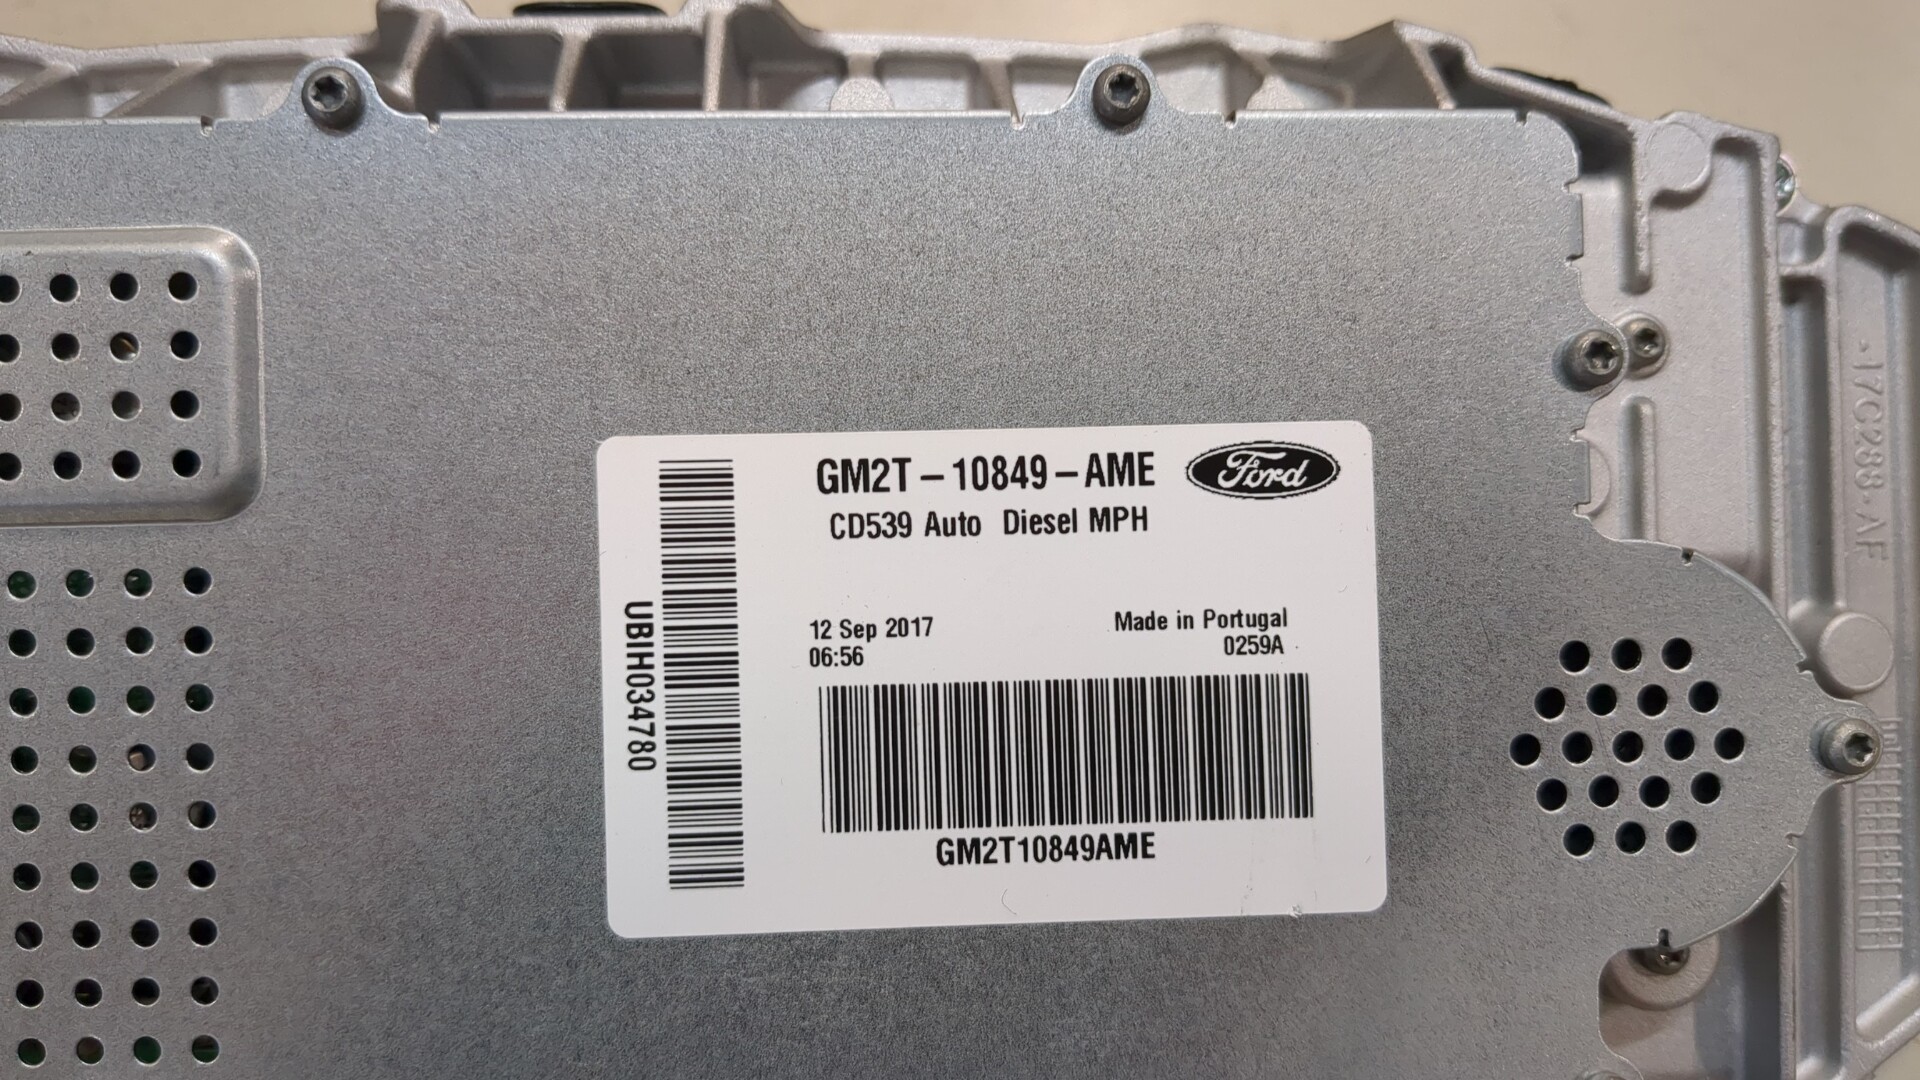 GM2T-10849-AME
Ford
CD539 Auto Diesel MPH
12 Sep 2017
06:56
Made in Portugal
0259A
UBIH034780
GM2T10849AME
-17C288-AF